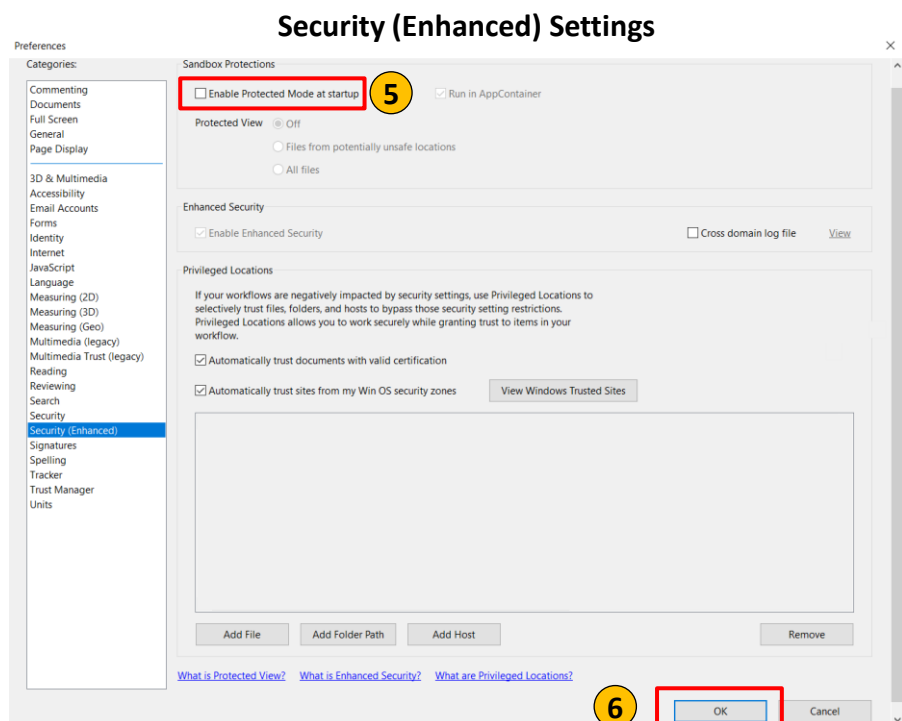 Security (Enhanced) Settings
Preferences
Categories:
Commenting
Documents
Full Screen
General
Page Display
3D & Multimedia
Accessibility
Email Accounts
Forms
Identity
Internet
JavaScript
Language
Measuring (2D)
Measuring (3D)
Measuring (Geo)
Multimedia (legacy)
Multimedia Trust (legacy)
Reading
Reviewing
Search
Security
Security (Enhanced)
Signatures
Spelling
Tracker
Trust Manager
Units
Sandbox Protections
Enable Protected Mode at startup 5 Run in AppContainer
Protected View Off
Files from potentially unsafe locations
All files
Enhanced Security
Enable Enhanced Security Cross domain log file View
Privileged Locations
If your workflows are negatively impacted by security settings, use Privileged Locations to
selectively trust files, folders, and hosts to bypass those security setting restrictions.
Privileged Locations allows you to work securely while granting trust to items in your
workflow.
Automatically trust documents with valid certification
Automatically trust sites from my Win OS security zones View Windows Trusted Sites
Add File Add Folder Path Add Host Remove
What is Protected View? What is Enhanced Security? What are Privileged Locations?
6 OK Cancel